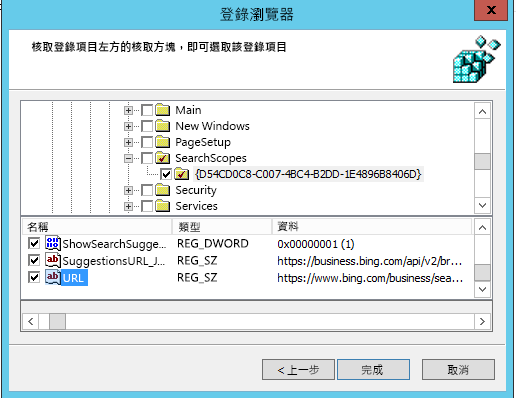 登錄瀏覽器
x
核取登錄項目左方的核取方塊，即可選取該登錄項目
Main
New Windows
PageSetup
SearchScopes
{D54CD0C8-C007-4BC4-B2DD-1E4896B8406D}
Security
Services
名稱 類型 資料
ShowSearchSugge... REG_DWORD 0x00000001 (1)
SuggestionsURL_J... REG_SZ https://business.bing.com/api/v2/br...
URL REG_SZ https://www.bing.com/business/sea...
<上一步 完成 取消